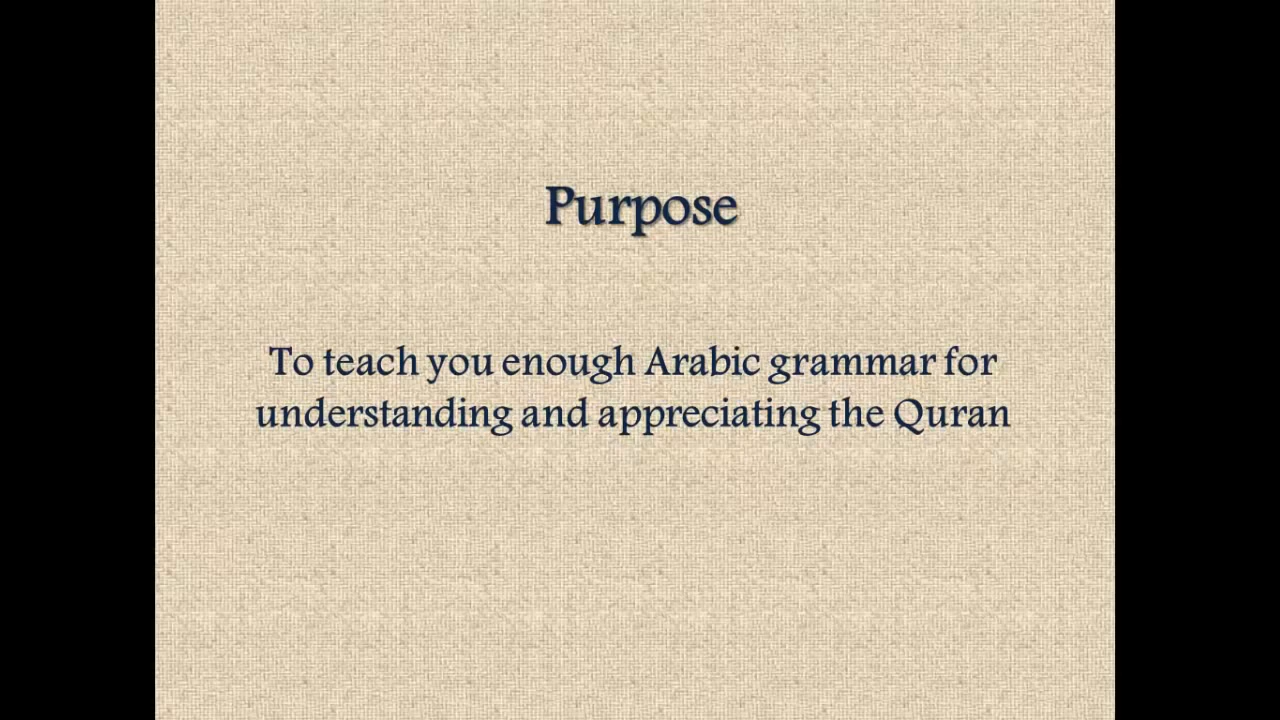 Purpose
To teach you enough Arabic grammar for
understanding and appreciating the Quran